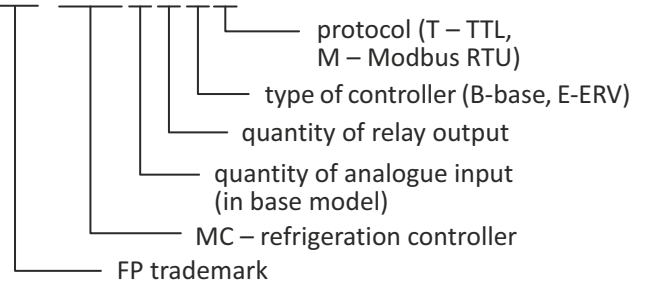 protocol (T – TTL,
M – Modbus RTU)
type of controller (B-base, E-ERV)
quantity of relay output
quantity of analogue input
(in base model)
MC – refrigeration controller
FP trademark